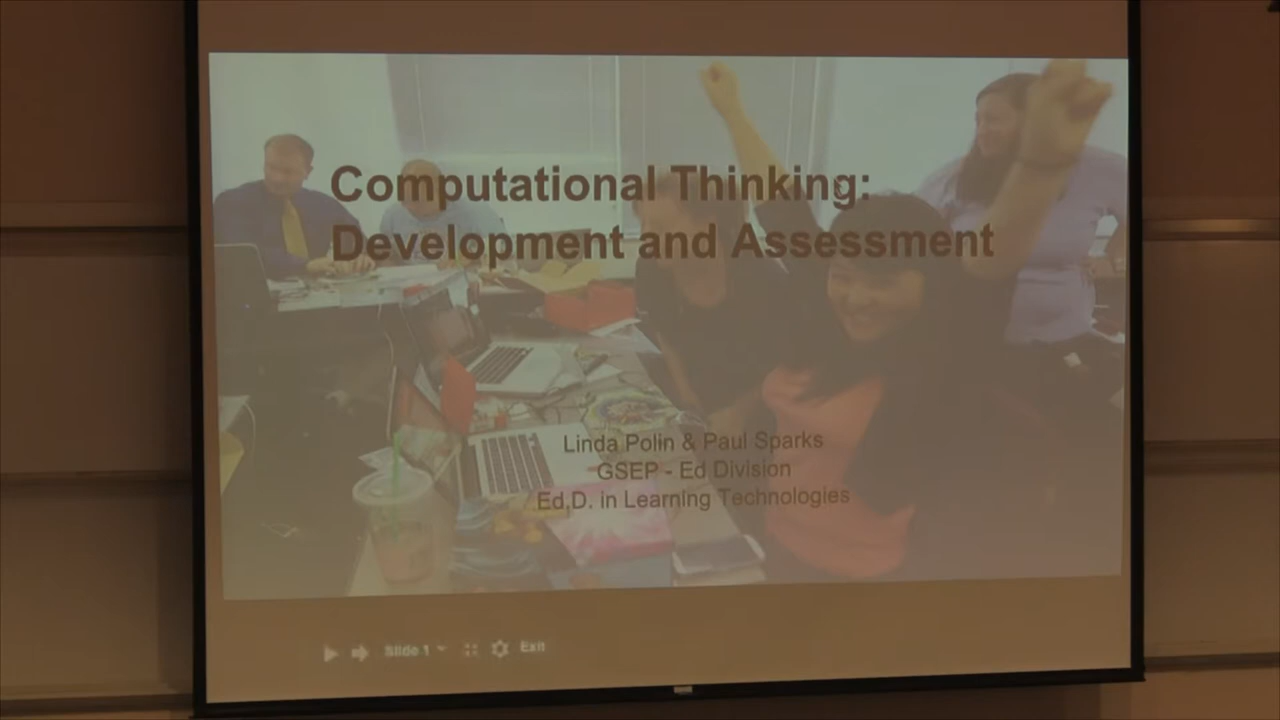 Computational Thinking:
Development and Assessment
Linda Polin & Paul Sparks
GSEP - Ed Division
Ed.D. in Learning Technologies
Slide 1
Exit